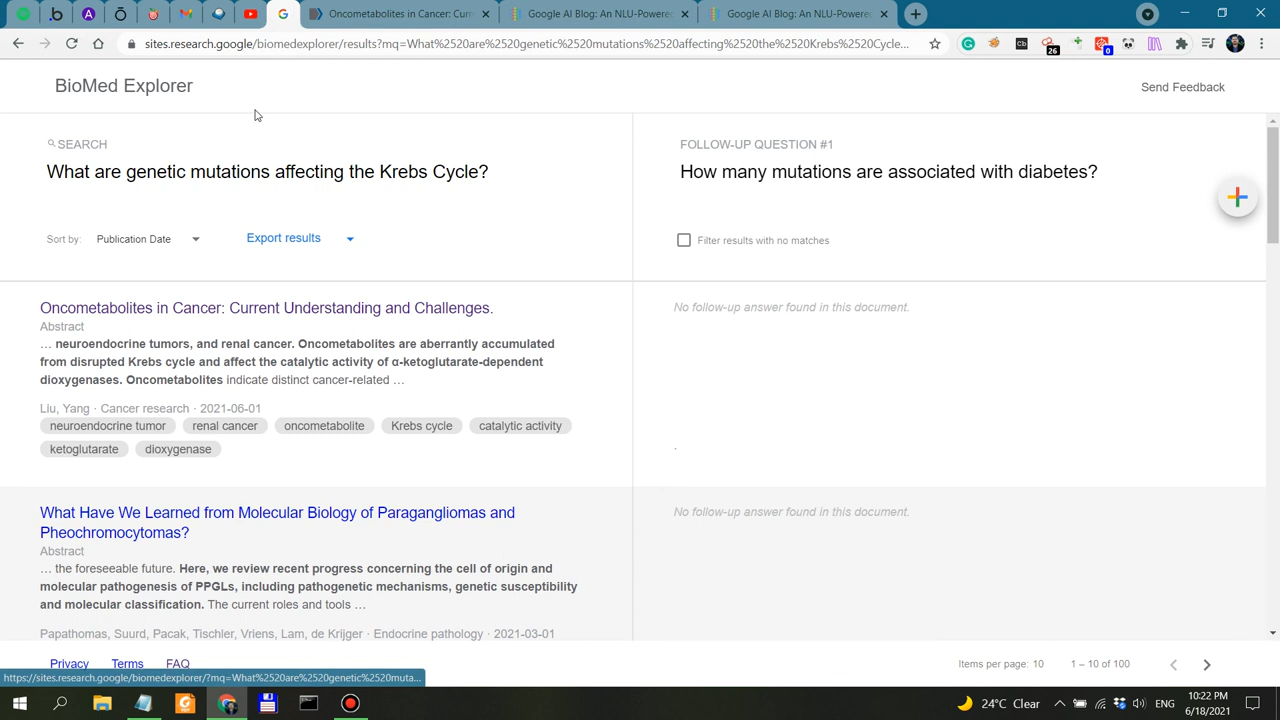 Oncometabolites in Cancer: Curr
Google AI Blog: An NLU-Powere
Google AI Blog: An NLU-Powere
sites.research.google/biomedexplorer/results?mq=What%2520are%2520genetic%2520mutations%2520affecting%2520the%2520Krebs%2520Cycle...
26
0
BioMed Explorer
Send Feedback
SEARCH
What are genetic mutations affecting the Krebs Cycle?
Sort by:
Publication Date
Export results
FOLLOW-UP QUESTION #1
How many mutations are associated with diabetes?
Filter results with no matches
Oncometabolites in Cancer: Current Understanding and Challenges.
Abstract
... neuroendocrine tumors, and renal cancer. Oncometabolites are aberrantly accumulated
from disrupted Krebs cycle and affect the catalytic activity of α-ketoglutarate-dependent
dioxygenases. Oncometabolites indicate distinct cancer-related ...
Liu, Yang · Cancer research · 2021-06-01
neuroendocrine tumor
renal cancer
oncometabolite
Krebs cycle
catalytic activity
ketoglutarate
dioxygenase
No follow-up answer found in this document.
What Have We Learned from Molecular Biology of Paragangliomas and
Pheochromocytomas?
Abstract
... the foreseeable future. Here, we review recent progress concerning the cell of origin and
molecular pathogenesis of PPGLs, including pathogenetic mechanisms, genetic susceptibility
and molecular classification. The current roles and tools ...
Papathomas, Suurd, Pacak, Tischler, Vriens, Lam, de Krijger · Endocrine pathology · 2021-03-01
No follow-up answer found in this document.
Privacy
Terms
FAQ
Items per page: 10
1 – 10 of 100
https://sites.research.google/biomedexplorer/?mq=What%2520are%2520genetic%2520muta...
24°C Clear
ENG
10:22 PM
6/18/2021